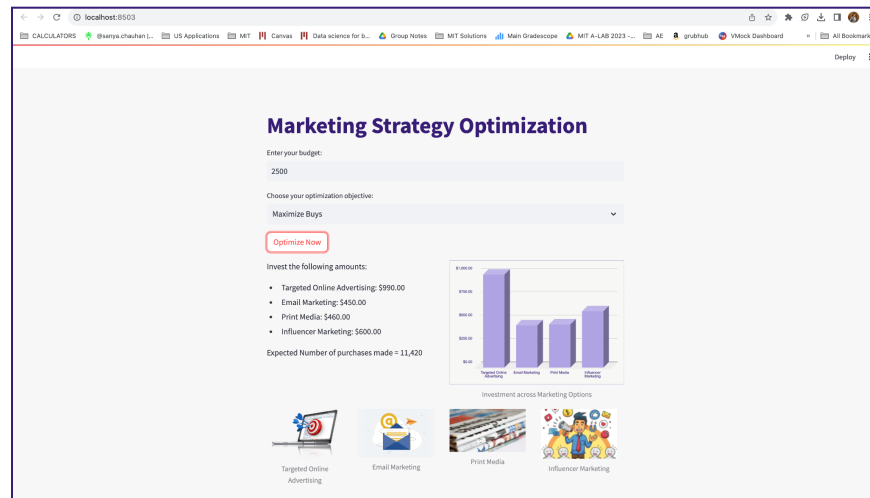 localhost:8503
CALCULATORS @sanya.chauhan |... US Applications MIT Canvas Data science for b... Group Notes MIT Solutions Main Gradescope MIT A-LAB 2023 -... AE grubhub VMock Dashboard » All Bookmark
Deploy
Marketing Strategy Optimization
Enter your budget:
2500
Choose your optimization objective:
Maximize Buys
Optimize Now
Invest the following amounts:
• Targeted Online Advertising: $990.00
• Email Marketing: $450.00
• Print Media: $460.00
• Influencer Marketing: $600.00
Expected Number of purchases made = 11,420
$1,000.00
$750.00
$500.00
$250.00
$0.00
Targeted Online Advertising
Email Marketing
Print Media
Influencer Marketing
Investment across Marketing Options
Targeted Online
Advertising
Email Marketing
Print Media
Influencer Marketing